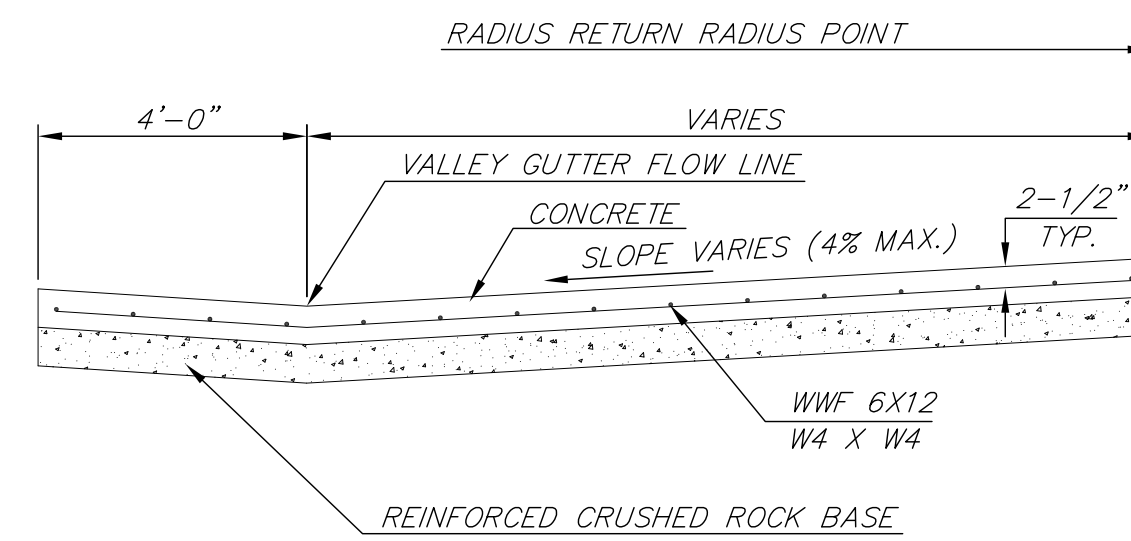 RADIUS RETURN RADIUS POINT
4'-0"
VARIES
VALLEY GUTTER FLOW LINE
CONCRETE
2-1/2"
TYP.
SLOPE VARIES (4% MAX.)
WWF 6X12
W4 X W4
REINFORCED CRUSHED ROCK BASE